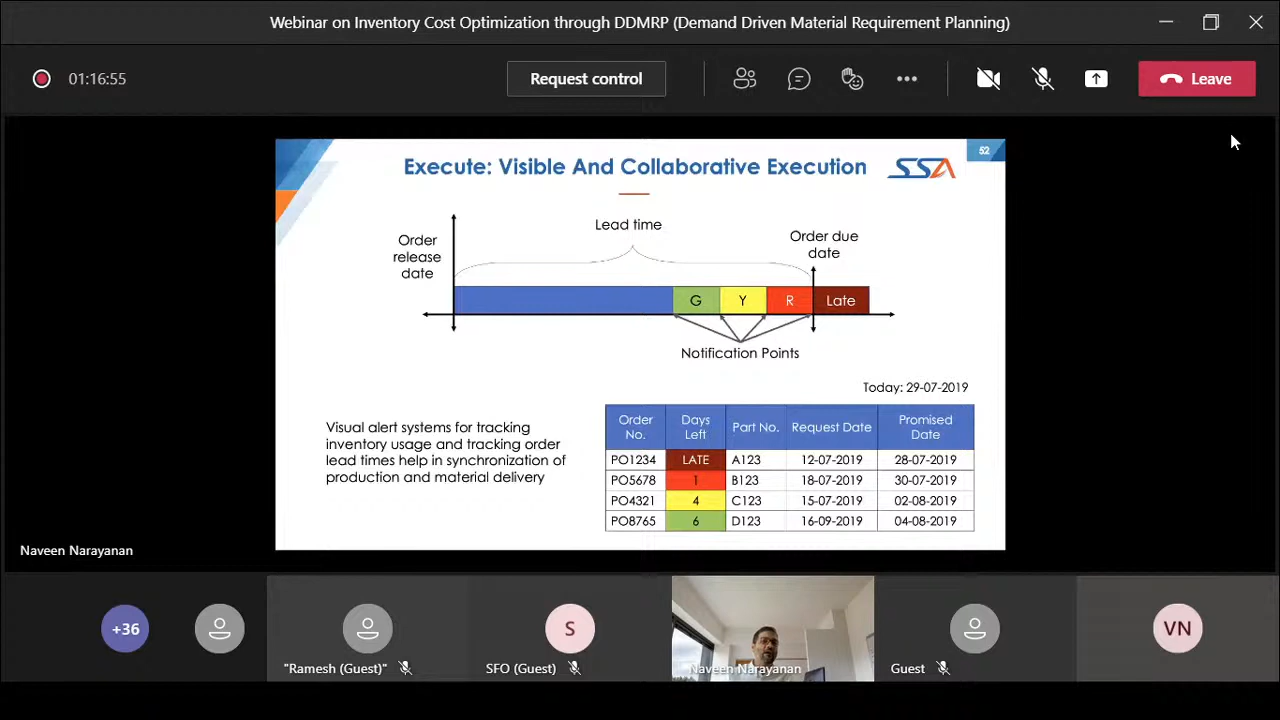 Webinar on Inventory Cost Optimization through DDMRP (Demand Driven Material Requirement Planning)
01:16:55
Request control
Leave
52
Execute: Visible And Collaborative Execution
SSA
Lead time
Order release date
Order due date
G Y R Late
Notification Points
Today: 29-07-2019
Visual alert systems for tracking
inventory usage and tracking order
lead times help in synchronization of
production and material delivery
Order No. Days Left Part No. Request Date Promised Date
PO1234 LATE A123 12-07-2019 28-07-2019
PO5678 1 B123 18-07-2019 30-07-2019
PO4321 4 C123 15-07-2019 02-08-2019
PO8765 6 D123 16-09-2019 04-08-2019
Naveen Narayanan
+36
S
VN
"Ramesh (Guest)"
SFO (Guest)
Naveen Narayanan
Guest